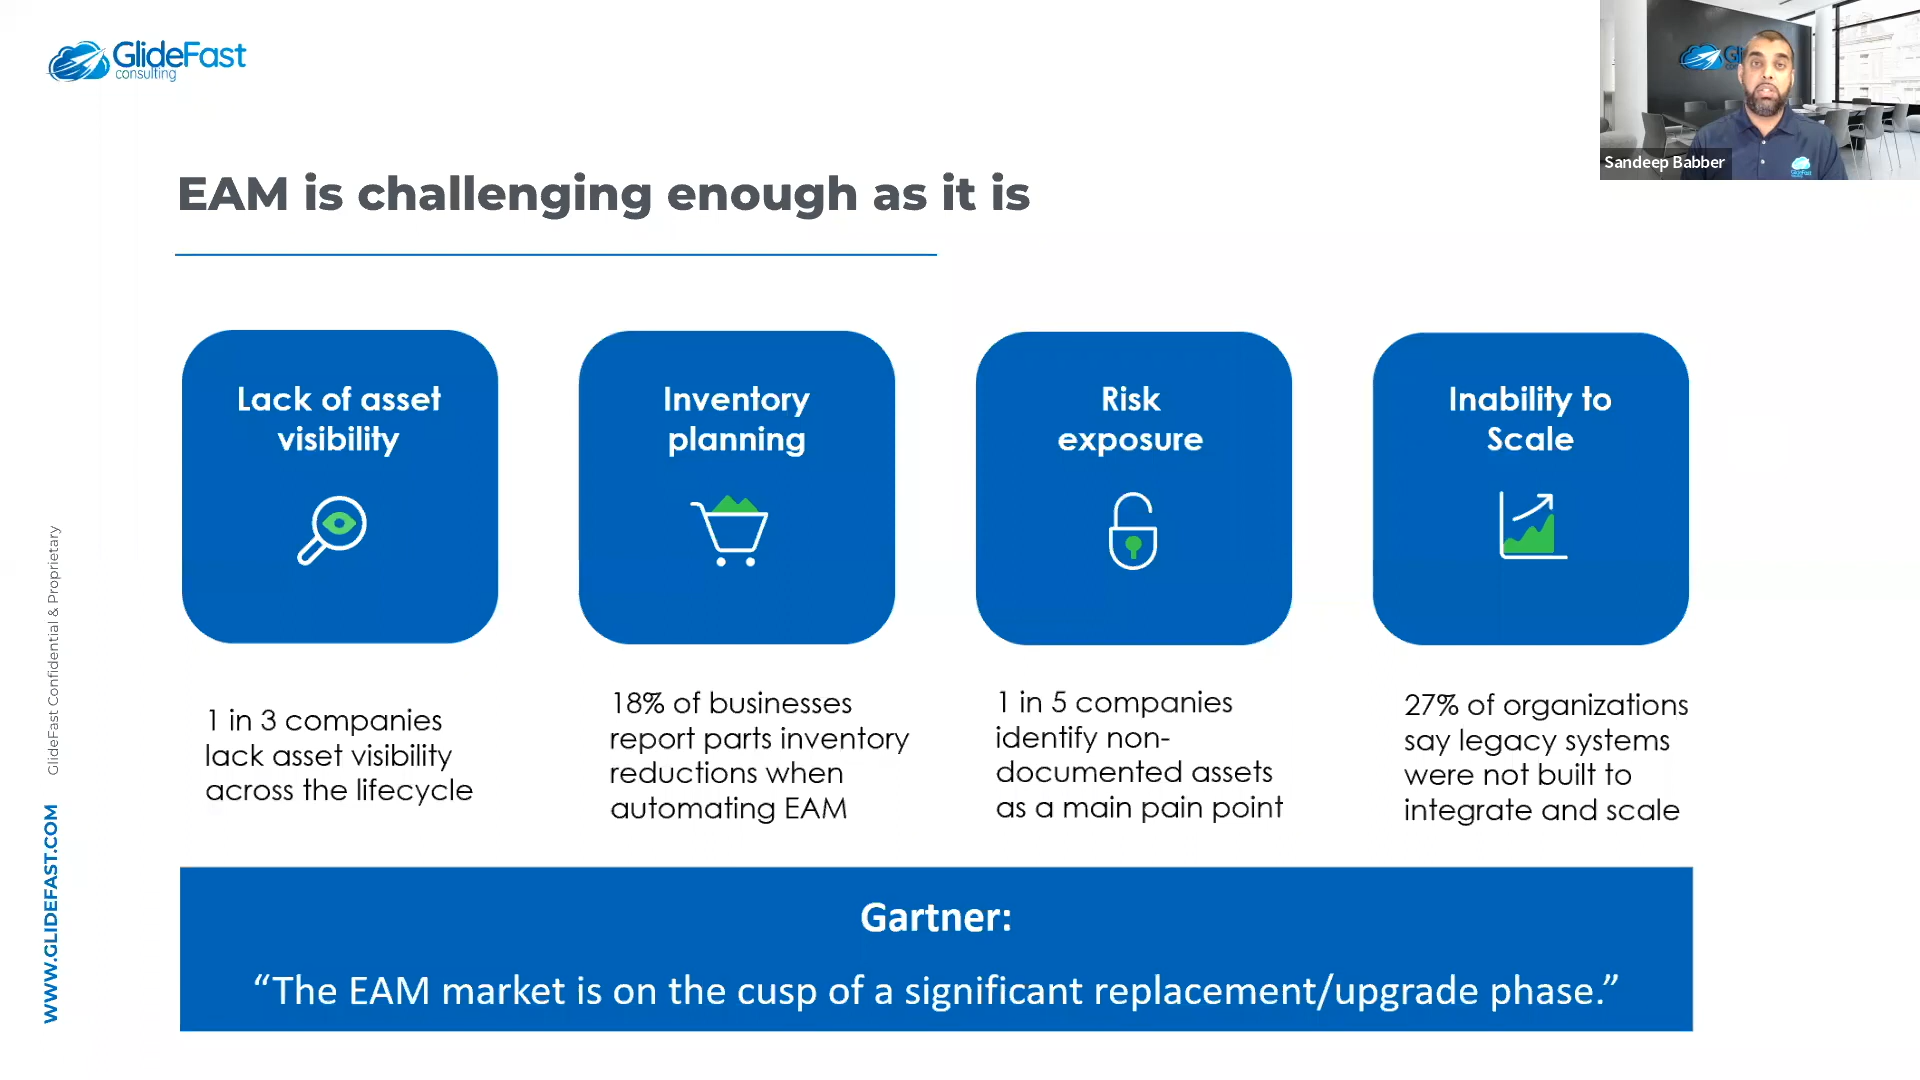 GlideFast
consulting
Sandeep Babber
EAM is challenging enough as it is
Lack of asset
visibility
Inventory
planning
Risk
exposure
Inability to
Scale
1 in 3 companies
lack asset visibility
across the lifecycle
18% of businesses
report parts inventory
reductions when
automating EAM
1 in 5 companies
identify non-
documented assets
as a main pain point
27% of organizations
say legacy systems
were not built to
integrate and scale
Gartner:
“The EAM market is on the cusp of a significant replacement/upgrade phase.”
WWW.GLIDEFAST.COM
GlideFast Confidential & Proprietary